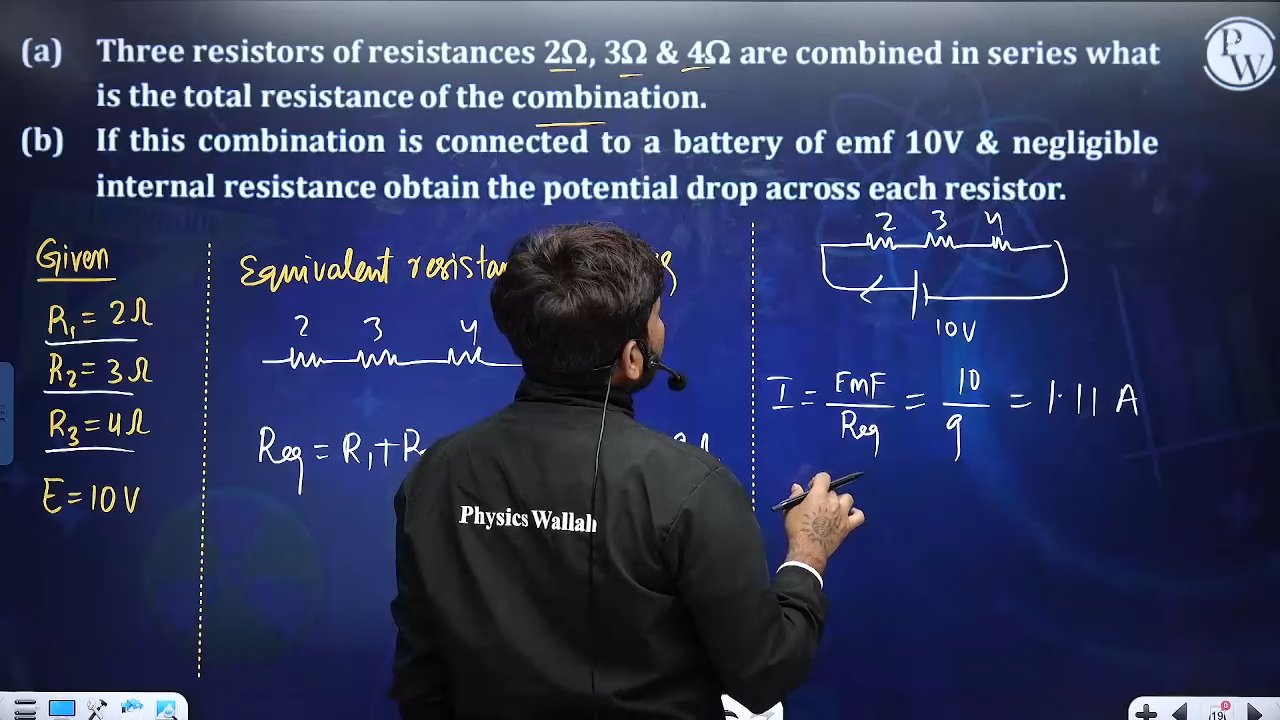 (a) Three resistors of resistances 2Ω, 3Ω & 4Ω are combined in series what
is the total resistance of the combination.
(b) If this combination is connected to a battery of emf 10V & negligible
internal resistance obtain the potential drop across each resistor.
PW
Given
R₁ = 2Ω
R₂ = 3Ω
R₃ = 4Ω
E = 10V
Equivalent
2 3 4
Req = R₁ +
Physics Wallah
2 3 4
10V
I = EmF / Req = 10 / 9 = 1.11 A
19